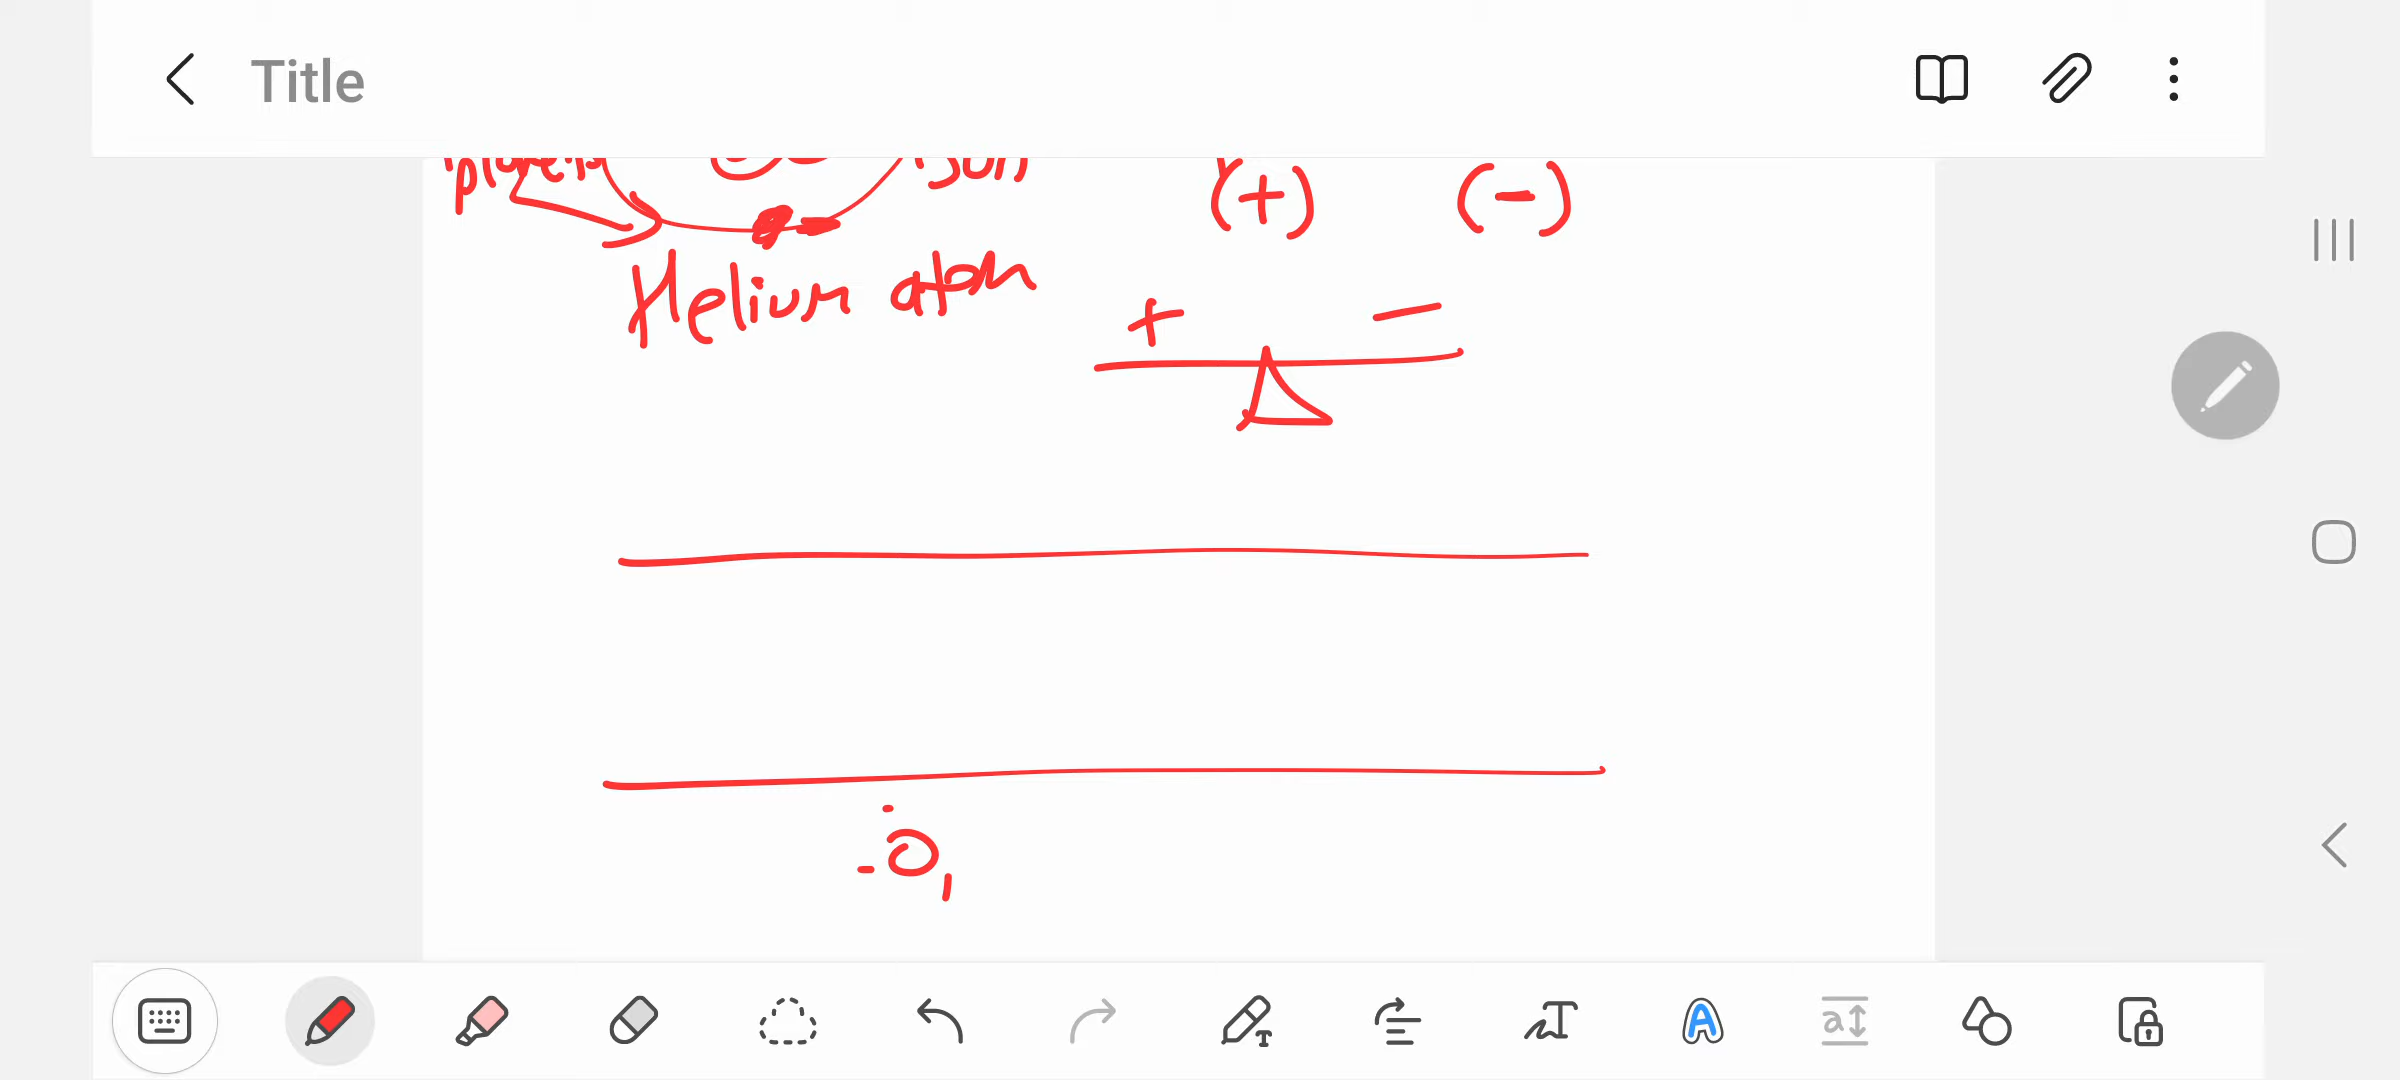 Title
(+) (-)
Helium atom
+ -